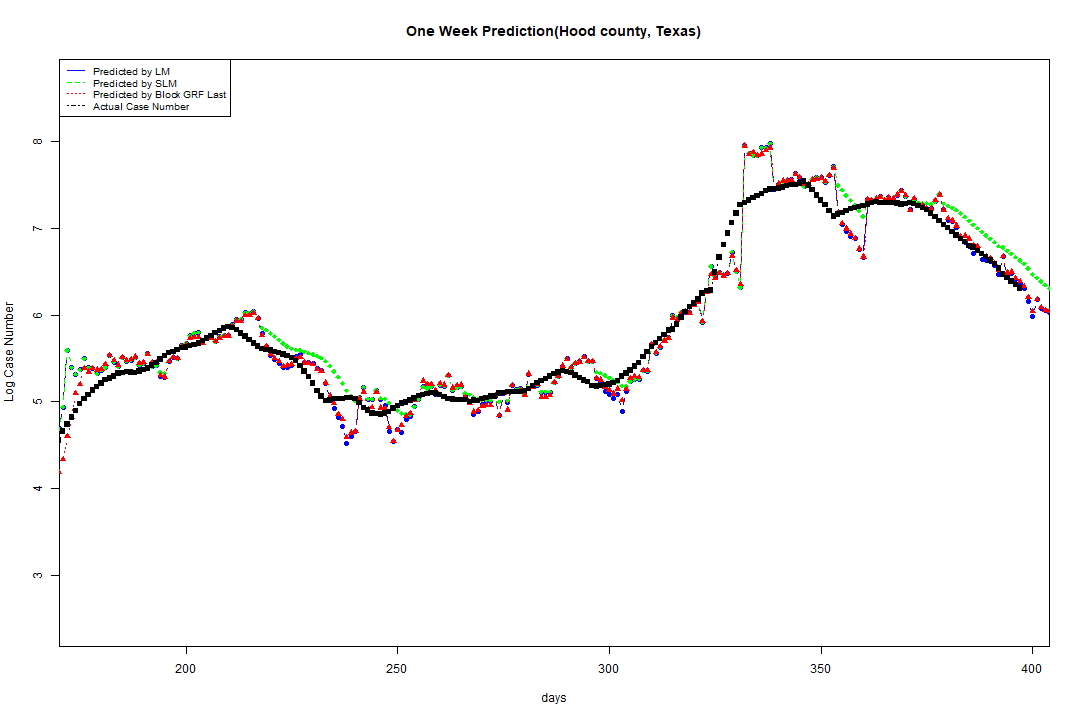 One Week Prediction(Hood county, Texas)
Predicted by LM
Predicted by SLM
Predicted by Block GRF Last
Actual Case Number
8
7
6
5
4
3
Log Case Number
200 250 300 350 400
days